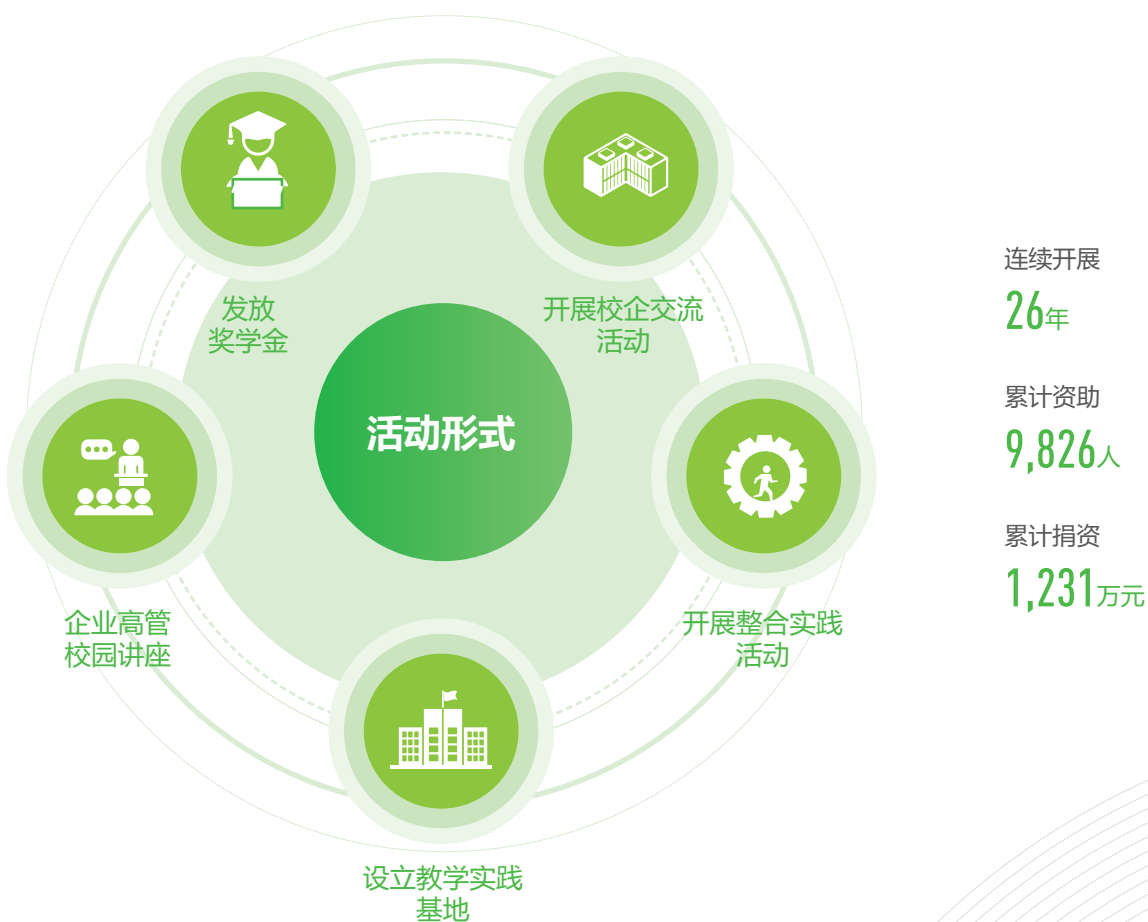 发放
奖学金
开展校企交流
活动
活动形式
企业高管
校园讲座
开展整合实践
活动
设立教学实践
基地
连续开展
26年
累计资助
9,826人
累计捐资
1,231万元